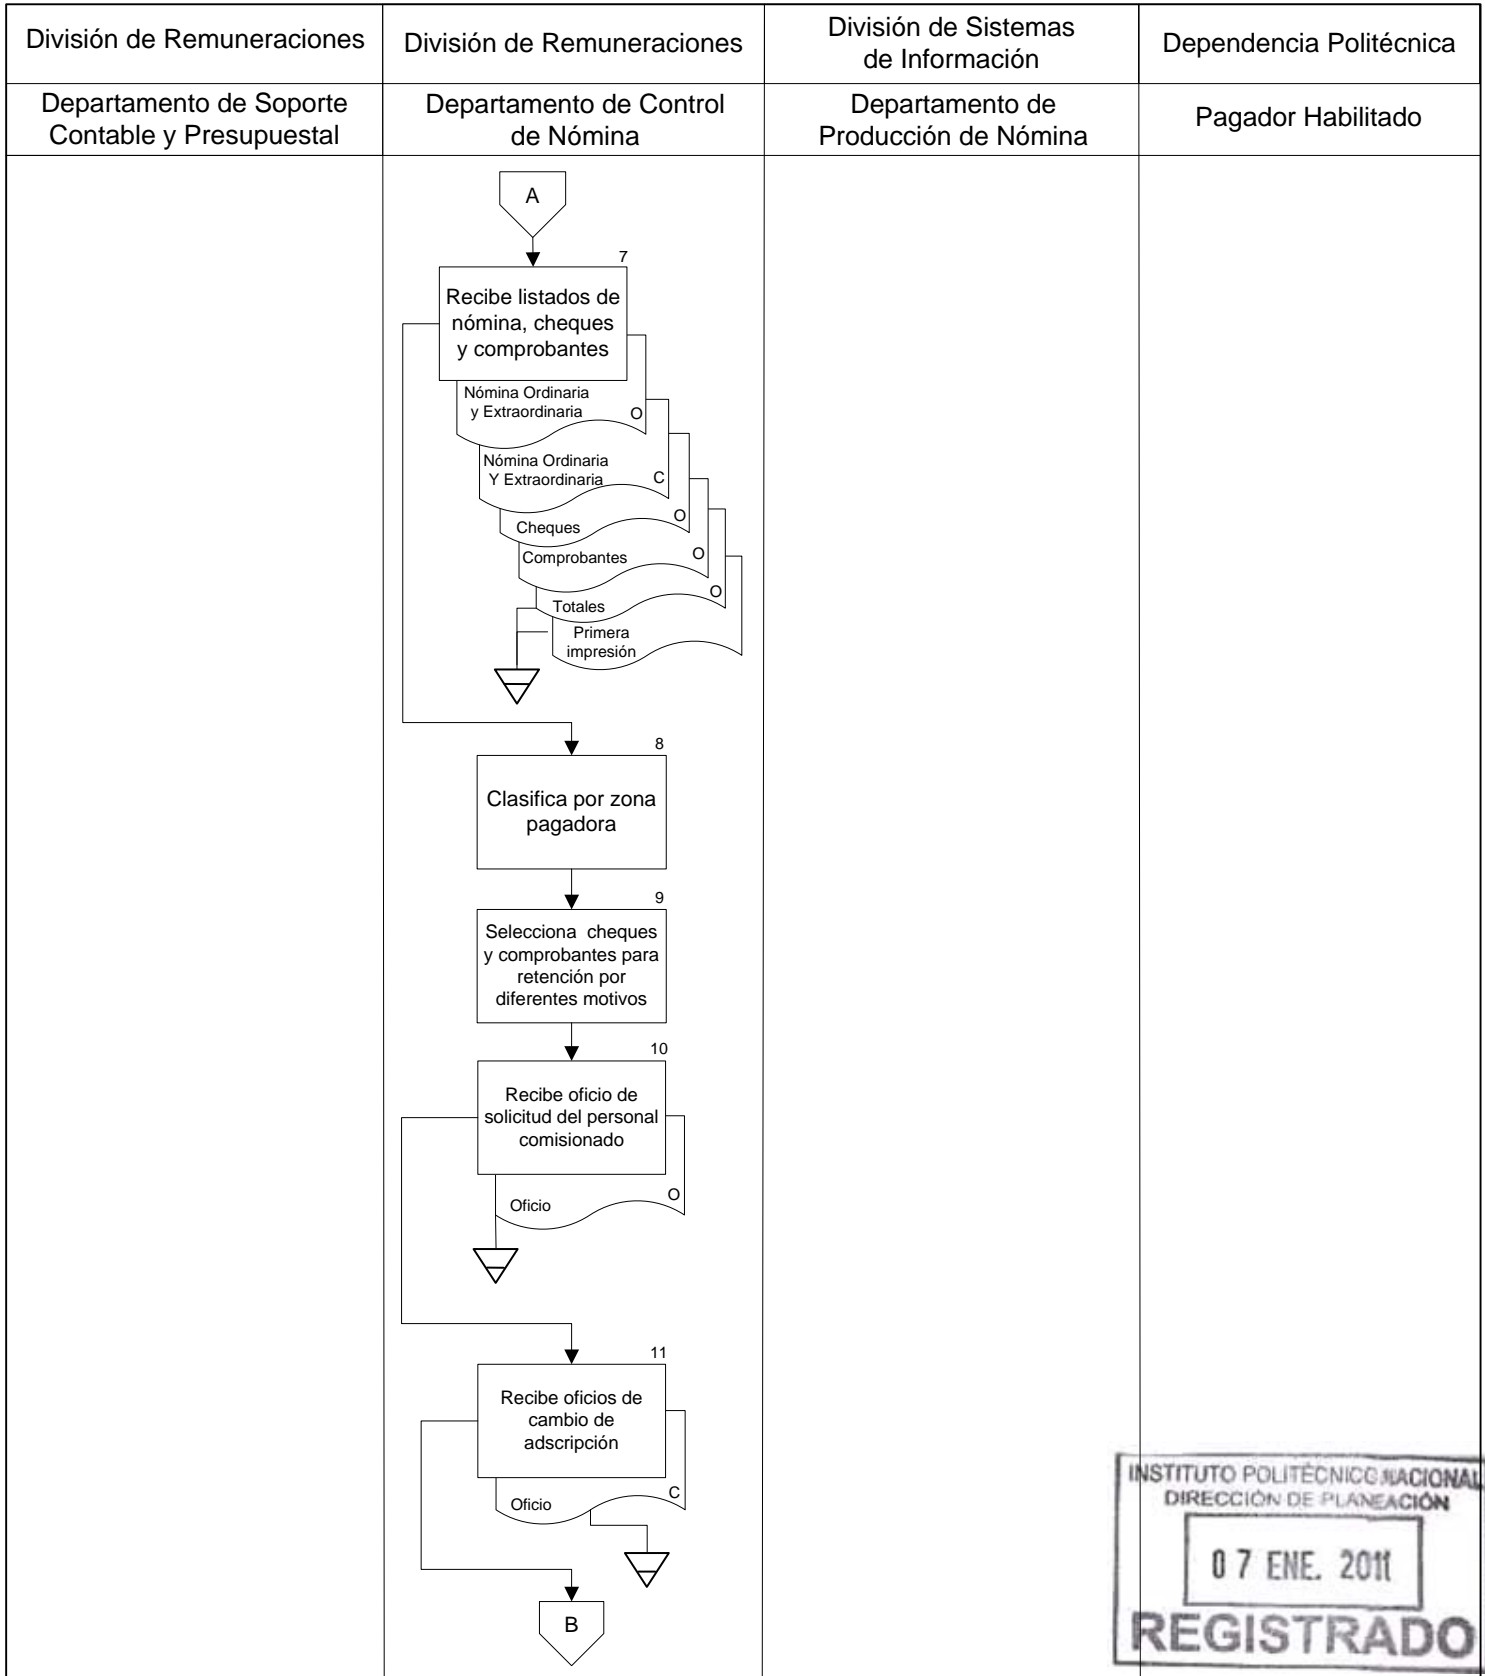 División de Remuneraciones
División de Remuneraciones
División de Sistemas
de Información
Dependencia Politécnica
Departamento de Soporte
Contable y Presupuestal
Departamento de Control
de Nómina
Departamento de
Producción de Nómina
Pagador Habilitado
A
7
Recibe listados de
nómina, cheques
y comprobantes
Nómina Ordinaria
y Extraordinaria
O
Nómina Ordinaria
Y Extraordinaria
C
Cheques
O
Comprobantes
O
Totales
O
Primera
impresión
8
Clasifica por zona
pagadora
9
Selecciona cheques
y comprobantes para
retención por
diferentes motivos
10
Recibe oficio de
solicitud del personal
comisionado
Oficio
O
11
Recibe oficios de
cambio de
adscripción
Oficio
C
B
INSTITUTO POLITÉCNICO NACIONAL
DIRECCIÓN DE PLANEACIÓN
07 ENE. 2011
REGISTRADO